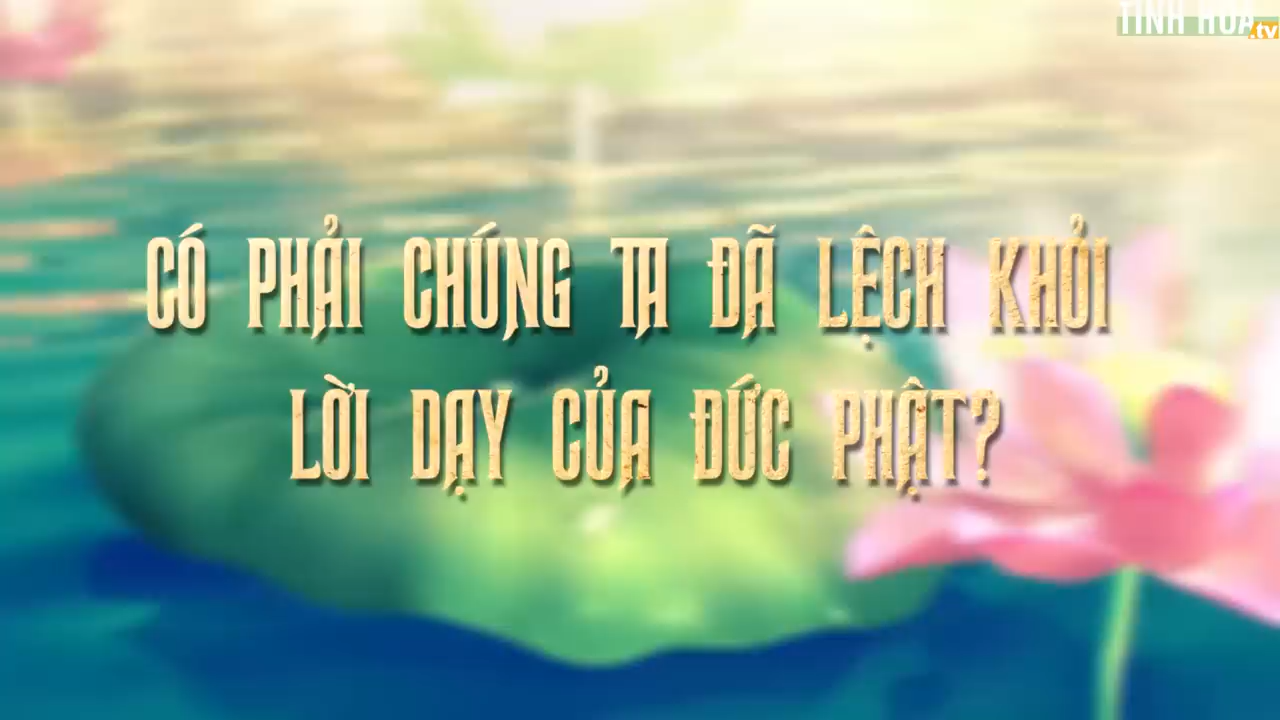 TINH HOA
.tv
CÓ PHẢI CHÚNG TA ĐÃ LỆCH KHỎI
LỜI DẠY CỦA ĐỨC PHẬT?